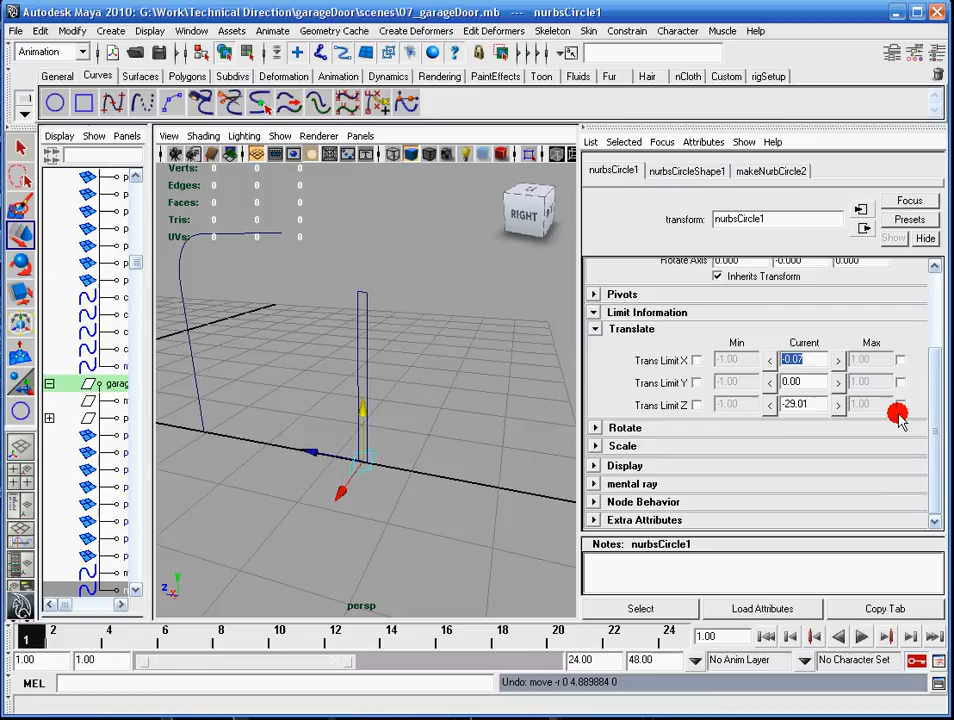 Autodesk Maya 2010: G:\Work\Technical Direction\garageDoor\scenes\07_garageDoor.mb --- nurbsCircle1
File Edit Modify Create Display Window Assets Animate Geometry Cache Create Deformers Edit Deformers Skeleton Skin Constrain Character Muscle Help
Animation
General Curves Surfaces Polygons Subdivs Deformation Animation Dynamics Rendering PaintEffects Toon Fluids Fur Hair nCloth Custom rigSetup
Display Show Panels
View Shading Lighting Show Renderer Panels
List Selected Focus Attributes Show Help
Verts: 0 0 0
Edges: 0 0 0
Faces: 0 0 0
Tris: 0 0 0
UVs: 0 0 0
RIGHT
nurbsCircle1 nurbsCircleShape1 makeNurbCircle2
Focus
transform: nurbsCircle1
Presets
Show Hide
Rotate Axis 0.000 -0.000 0.000
Inherits Transform
Pivots
Limit Information
Translate
Min Current Max
Trans Limit X -1.00 < -0.07 > 1.00
Trans Limit Y -1.00 < 0.00 > 1.00
Trans Limit Z -1.00 < -29.01 > 1.00
Rotate
Scale
Display
mental ray
Node Behavior
Extra Attributes
Notes: nurbsCircle1
Select Load Attributes Copy Tab
p
p
p
p
p
p
p
c
c
c
c
m
garag
m
p
p
p
p
p
p
p
m
persp
y
z x
1 2 4 6 8 10 12 14 16 18 20 22 24
1.00
1.00 1.00 24.00 48.00 No Anim Layer No Character Set
MEL
Undo: move -r 0 4.889884 0